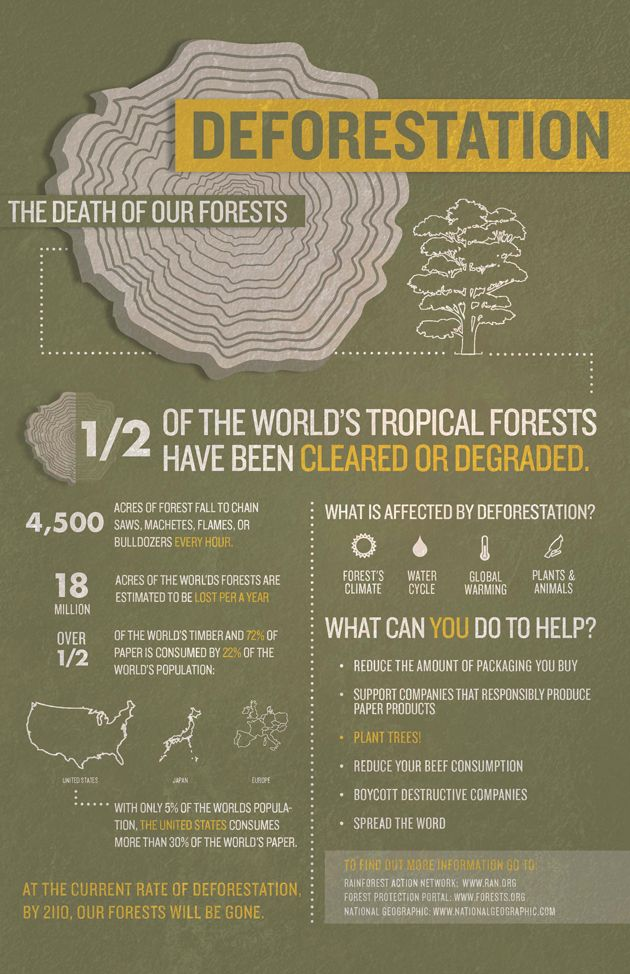 DEFORESTATION
THE DEATH OF OUR FORESTS
1/2
OF THE WORLD'S TROPICAL FORESTS
HAVE BEEN CLEARED OR DEGRADED.
4,500
ACRES OF FOREST FALL TO CHAIN
SAWS, MACHETES, FLAMES, OR
BULLDOZERS EVERY HOUR.
18
MILLION
ACRES OF THE WORL'DS FORESTS ARE
ESTIMATED TO BE LOST PER A YEAR
OVER
1/2
OF THE WORLD'S TIMBER AND 72% OF
PAPER IS CONSUMED BY 22% OF THE
WORLD'S POPULATION:
UNITED STATES
JAPAN
EUROPE
WITH ONLY 5% OF THE WORLDS POPULA-
TION, THE UNITED STATES CONSUMES
MORE THAN 30% OF THE WORLD'S PAPER.
AT THE CURRENT RATE OF DEFORESTATION,
BY 2110, OUR FORESTS WILL BE GONE.
WHAT IS AFFECTED BY DEFORESTATION?
FOREST'S
CLIMATE
WATER
CYCLE
GLOBAL
WARMING
PLANTS &
ANIMALS
WHAT CAN YOU DO TO HELP?
• REDUCE THE AMOUNT OF PACKAGING YOU BUY
• SUPPORT COMPANIES THAT RESPONSIBLY PRODUCE
PAPER PRODUCTS
• PLANT TREES!
• REDUCE YOUR BEEF CONSUMPTION
• BOYCOTT DESTRUCTIVE COMPANIES
• SPREAD THE WORD
TO FIND OUT MORE INFORMATION GO TO:
RAINFOREST ACTION NETWORK: WWW.RAN.ORG
FOREST PROTECTION PORTAL: WWW.FORESTS.ORG
NATIONAL GEOGRAPHIC: WWW.NATIONALGEOGRAPHIC.COM